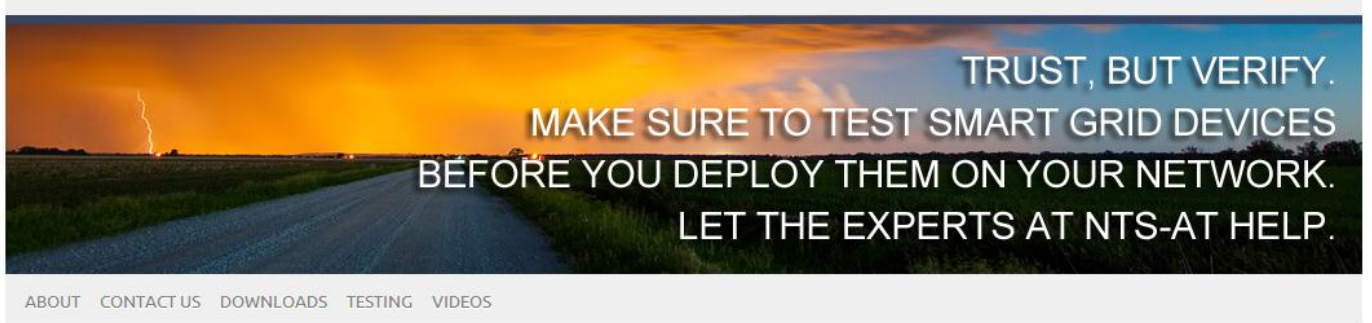 TRUST, BUT VERIFY.
MAKE SURE TO TEST SMART GRID DEVICES
BEFORE YOU DEPLOY THEM ON YOUR NETWORK.
LET THE EXPERTS AT NTS-AT HELP.
ABOUT CONTACT US DOWNLOADS TESTING VIDEOS